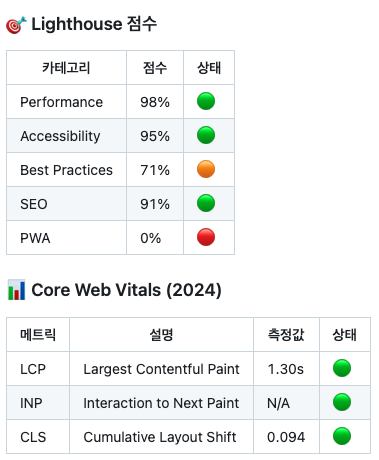 🎯 Lighthouse 점수
카테고리 점수 상태
Performance 98% 🟢
Accessibility 95% 🟢
Best Practices 71% 🟠
SEO 91% 🟢
PWA 0% 🔴
📊 Core Web Vitals (2024)
메트릭 설명 측정값 상태
LCP Largest Contentful Paint 1.30s 🟢
INP Interaction to Next Paint N/A 🟢
CLS Cumulative Layout Shift 0.094 🟢